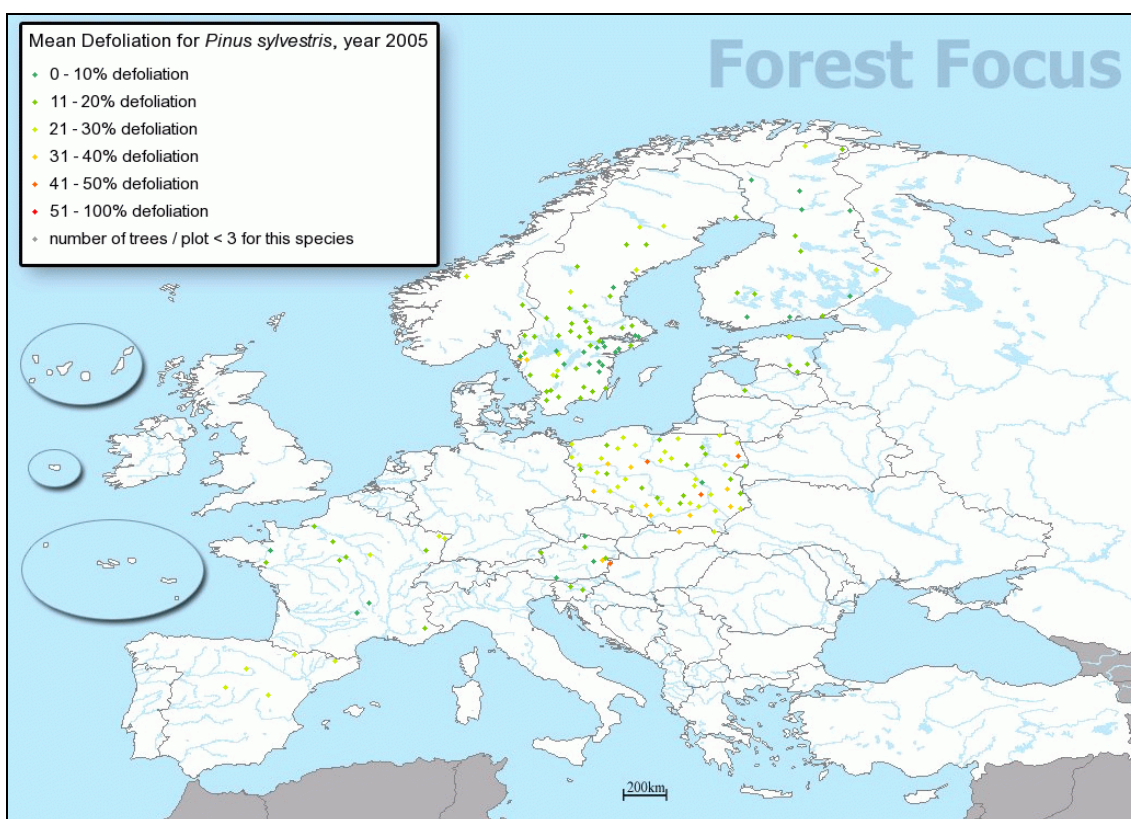 Mean Defoliation for Pinus sylvestris, year 2005
0 - 10% defoliation
11 - 20% defoliation
21 - 30% defoliation
31 - 40% defoliation
41 - 50% defoliation
51 - 100% defoliation
number of trees / plot < 3 for this species
Forest Focus
200km